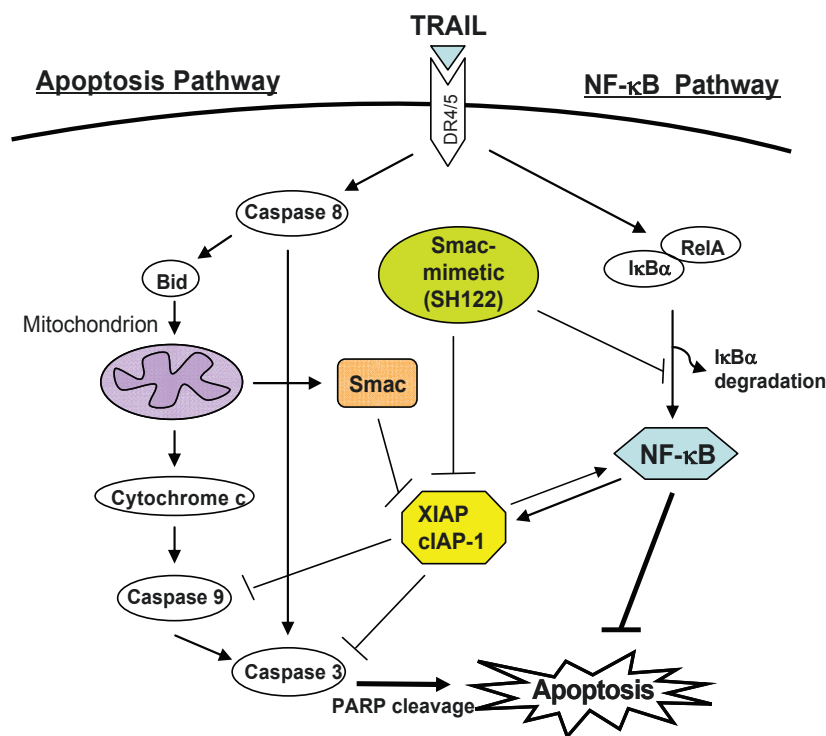 TRAIL
Apoptosis Pathway
NF-κB Pathway
DR4/5
Caspase 8
Smac-
mimetic
(SH122)
RelA
IκBα
Bid
Mitochondrion
IκBα
degradation
Smac
NF-κB
Cytochrome c
XIAP
cIAP-1
Caspase 9
Caspase 3
PARP cleavage
Apoptosis